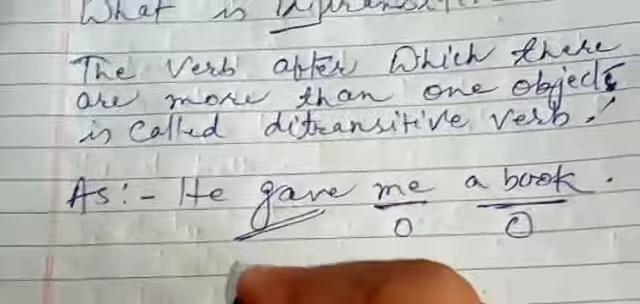 What is
The Verb after Which there
are more than one objects
is called ditransitive verb.
As:- He gave me a book.
O O